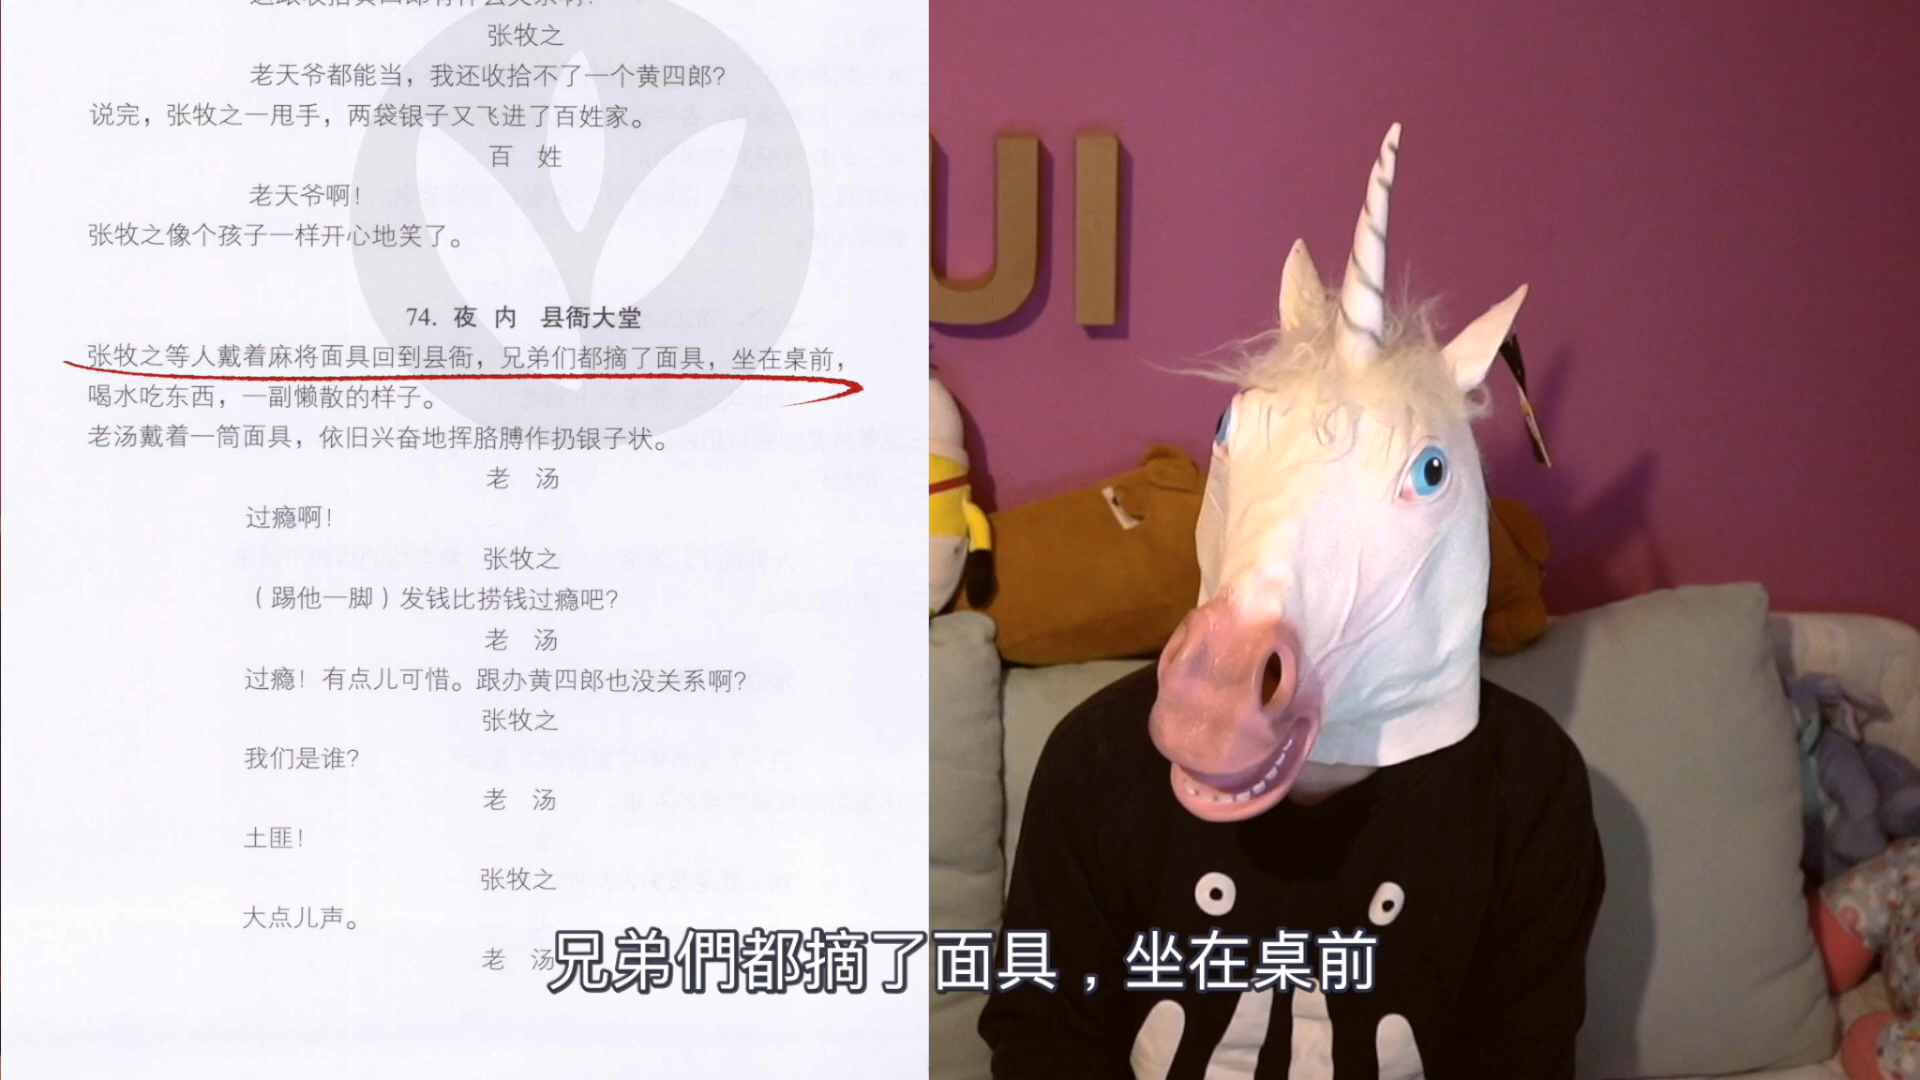 张牧之
老天爷都能当，我还收拾不了一个黄四郎？
说完，张牧之一甩手，两袋银子又飞进了百姓家。
百 姓
老天爷啊！
张牧之像个孩子一样开心地笑了。
74. 夜 内 县衙大堂
张牧之等人戴着麻将面具回到县衙，兄弟们都摘了面具，坐在桌前，
喝水吃东西，一副懒散的样子。
老汤戴着一筒面具，依旧兴奋地挥胳膊作扔银子状。
老 汤
过瘾啊！
张牧之
（踢他一脚）发钱比捞钱过瘾吧？
老 汤
过瘾！有点儿可惜。跟办黄四郎也没关系啊？
张牧之
我们是谁？
老 汤
土匪！
张牧之
大点儿声。
老 汤
UI
兄弟們都摘了面具，坐在桌前